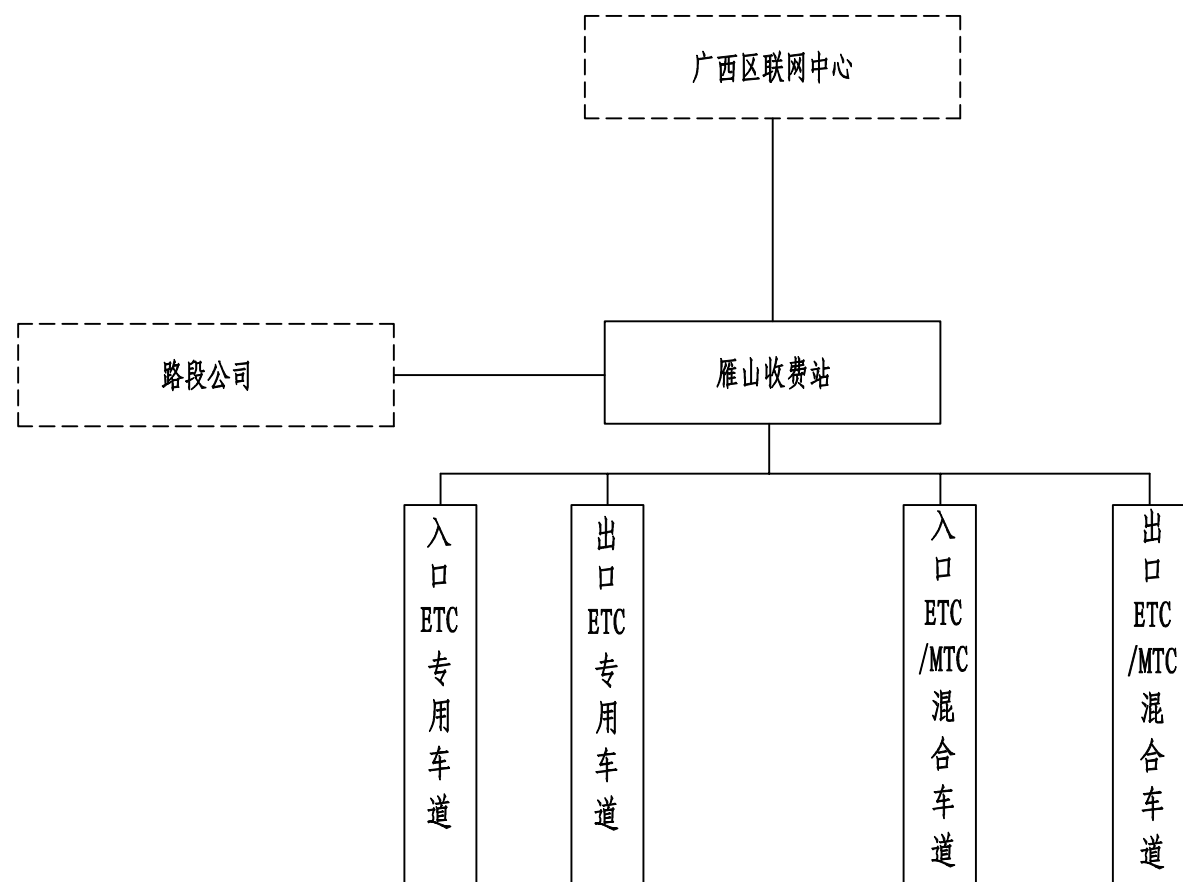 广西区联网中心
路段公司
雁山收费站
入口ETC专用车道
出口ETC专用车道
入口ETC/MTC混合车道
出口ETC/MTC混合车道